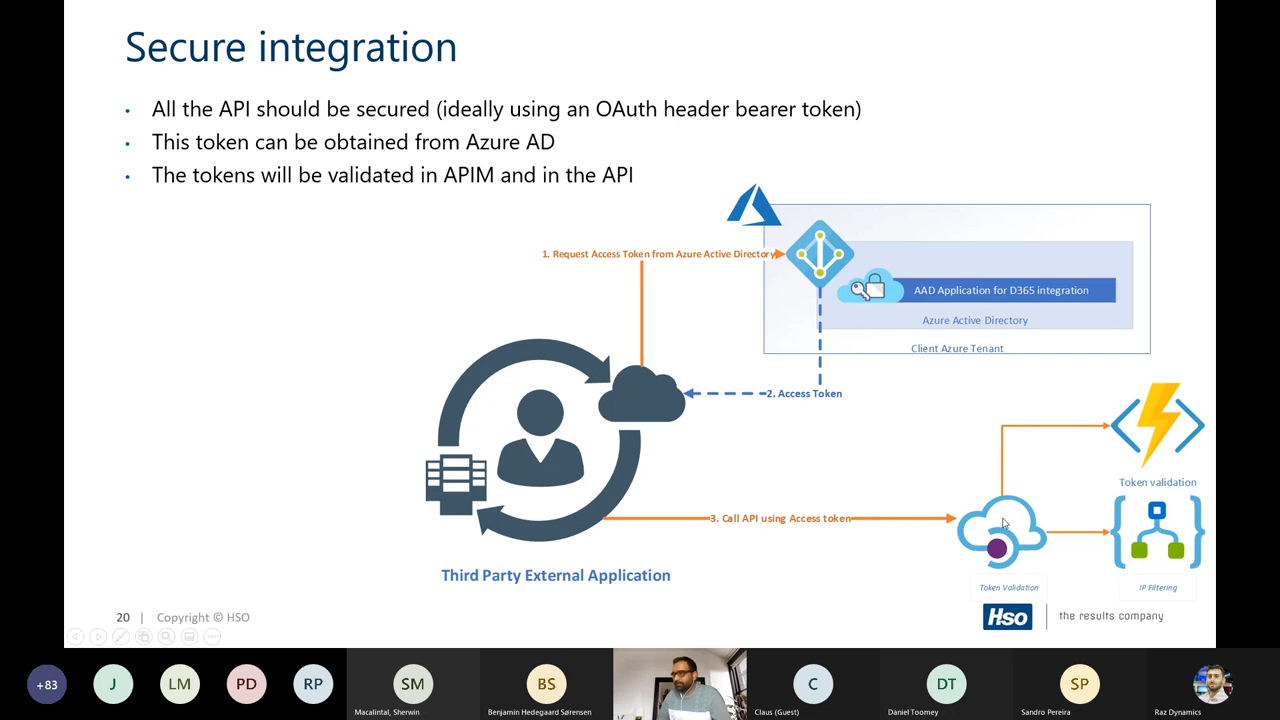 Secure integration
• All the API should be secured (ideally using an OAuth header bearer token)
• This token can be obtained from Azure AD
• The tokens will be validated in APIM and in the API
1. Request Access Token from Azure Active Directory
AAD Application for D365 integration
Azure Active Directory
Client Azure Tenant
2. Access Token
Token validation
3. Call API using Access token
Third Party External Application
Token Validation
IP Filtering
20 | Copyright © HSO
Hso | the results company
+83
J
LM
PD
RP
SM
BS
C
DT
SP
Macalintal, Sherwin
Benjamin Hedegaard Sørensen
Claus (Guest)
Daniel Toomey
Sandro Pereira
Raz Dynamics